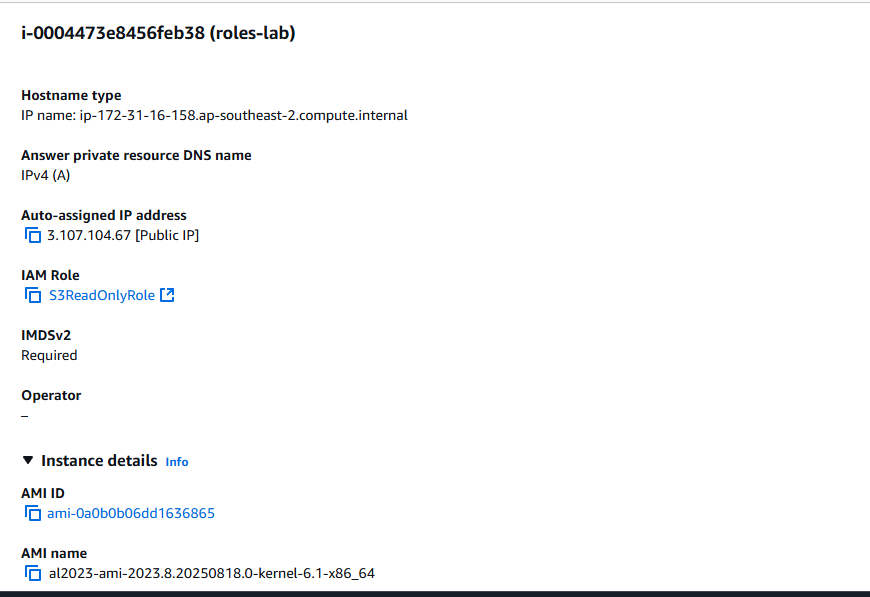 i-0004473e8456feb38 (roles-lab)
Hostname type
IP name: ip-172-31-16-158.ap-southeast-2.compute.internal
Answer private resource DNS name
IPv4 (A)
Auto-assigned IP address
3.107.104.67 [Public IP]
IAM Role
S3ReadOnlyRole
IMDSv2
Required
Operator
–
Instance details Info
AMI ID
ami-0a0b0b06dd1636865
AMI name
al2023-ami-2023.8.20250818.0-kernel-6.1-x86_64